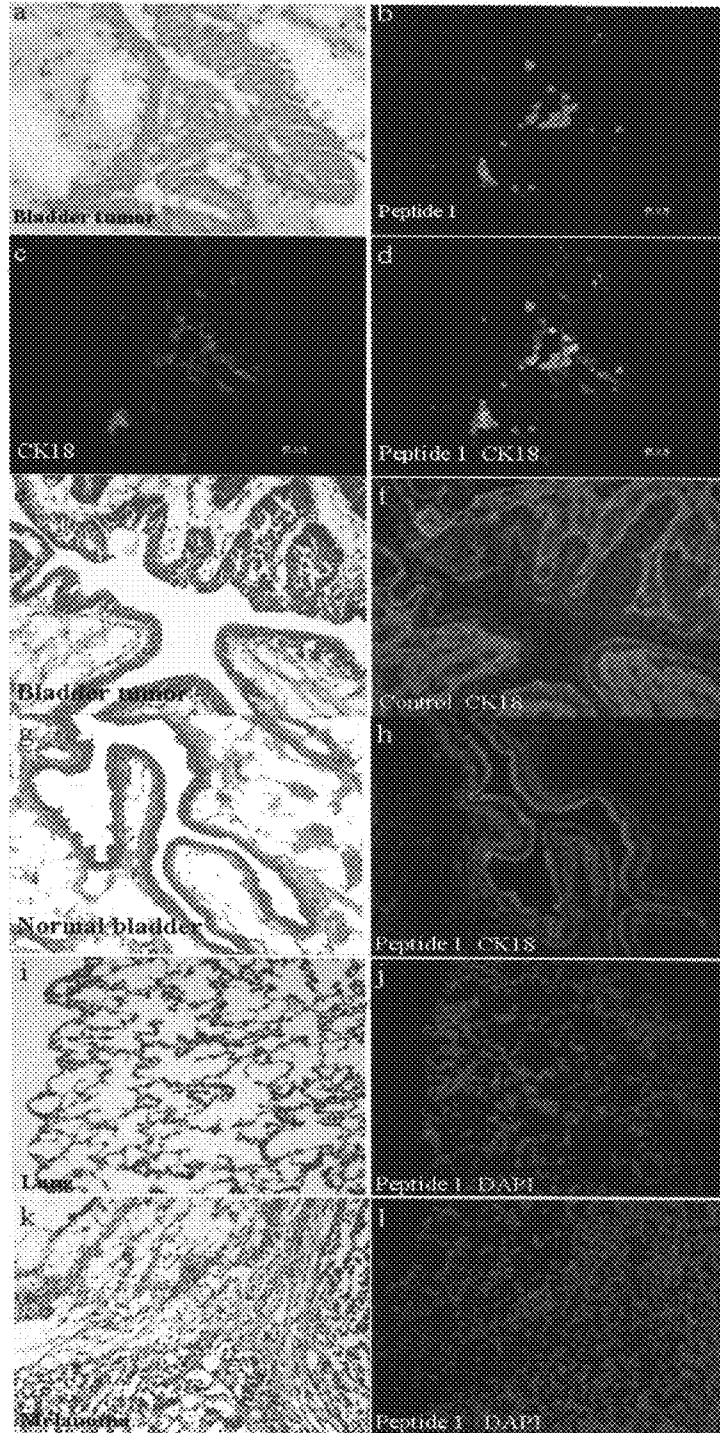 a
b
Bladder tumor
Peptide 1
c
d
CK18
Peptide 1 CK18
f
Bladder tumor
Control CK18
g
h
Normal bladder
Peptide 1 CK18
i
j
Lung
Peptide 1 DAPI
k
l
Melanoma
Peptide 1 DAPI